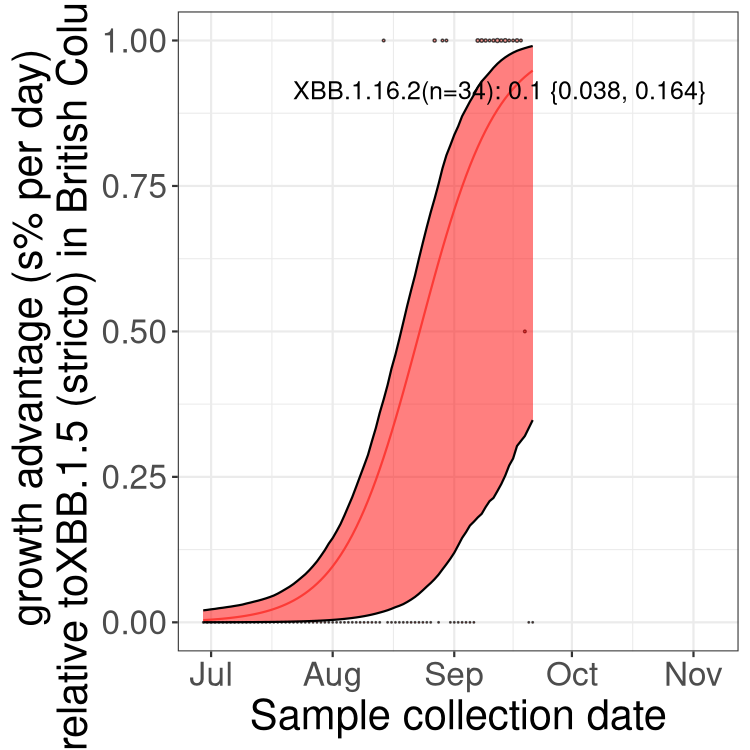 growth advantage (s% per day)
relative toXBB.1.5 (stricto) in British Colu
1.00
0.75
0.50
0.25
0.00
XBB.1.16.2(n=34): 0.1 {0.038, 0.164}
Jul Aug Sep Oct Nov
Sample collection date